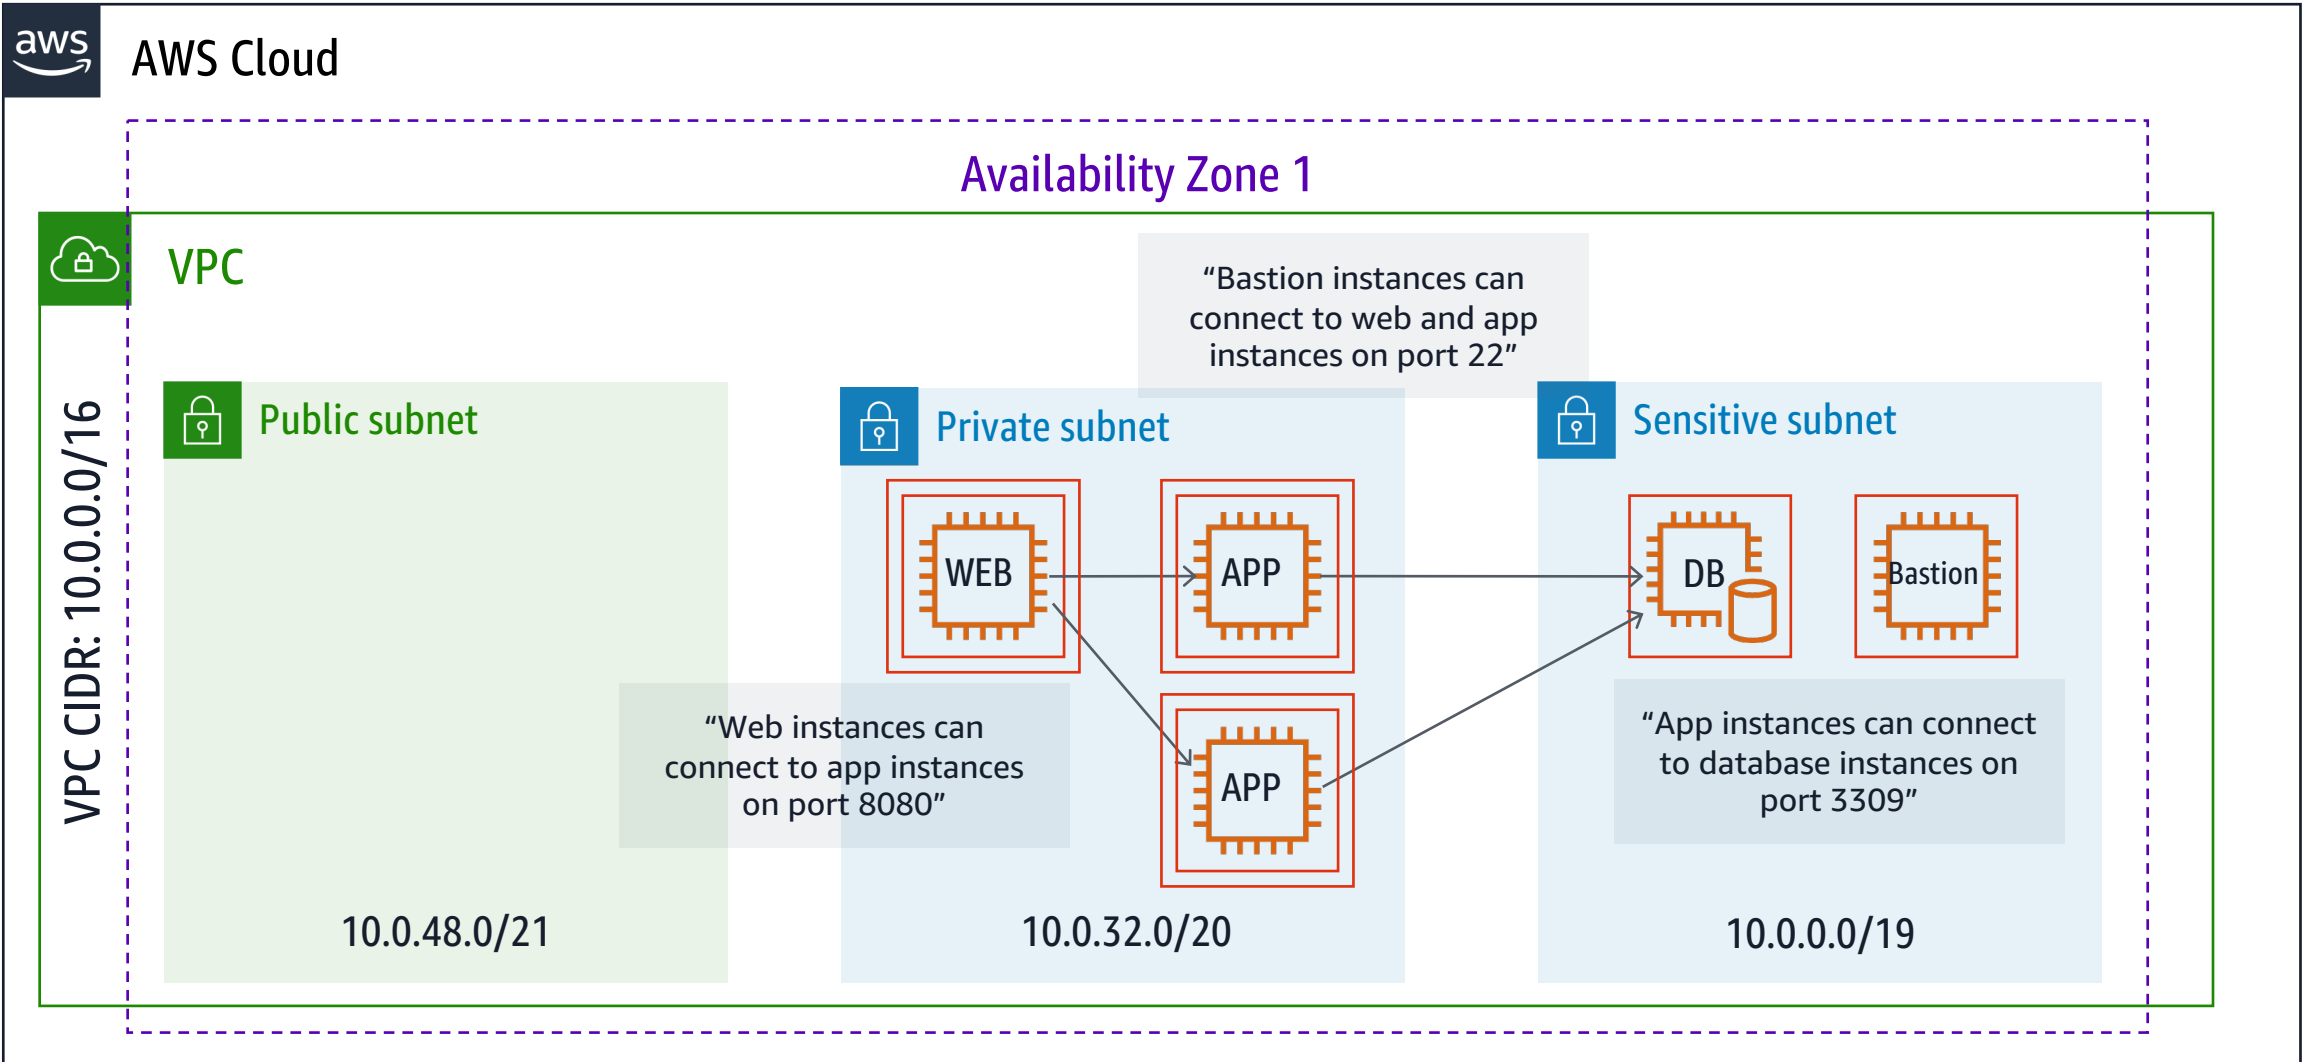 aws
AWS Cloud
Availability Zone 1
VPC
VPC CIDR: 10.0.0.0/16
“Bastion instances can
connect to web and app
instances on port 22”
Public subnet
Private subnet
Sensitive subnet
WEB
APP
DB
Bastion
“Web instances can
connect to app instances
on port 8080”
APP
“App instances can connect
to database instances on
port 3309”
10.0.48.0/21
10.0.32.0/20
10.0.0.0/19